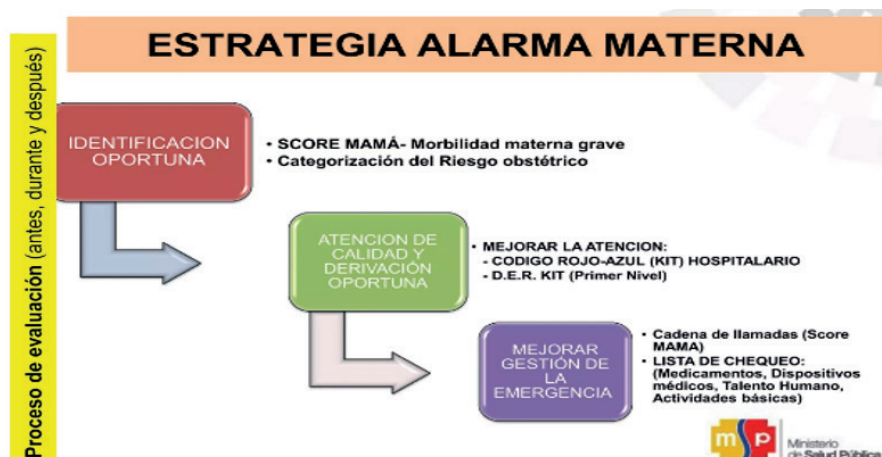 ESTRATEGIA ALARMA MATERNA
Proceso de evaluación (antes, durante y después)
IDENTIFICACION
OPORTUNA
• SCORE MAMÁ- Morbilidad materna grave
• Categorización del Riesgo obstétrico
ATENCION DE
CALIDAD Y
DERIVACIÓN
OPORTUNA
• MEJORAR LA ATENCION:
- CODIGO ROJO-AZUL (KIT) HOSPITALARIO
- D.E.R. KIT (Primer Nivel)
MEJORAR
GESTIÓN DE
LA
EMERGENCIA
• Cadena de llamadas (Score
MAMA)
• LISTA DE CHEQUEO:
(Medicamentos, Dispositivos
médicos, Talento Humano,
Actividades básicas)
msp
Ministerio
de Salud Pública